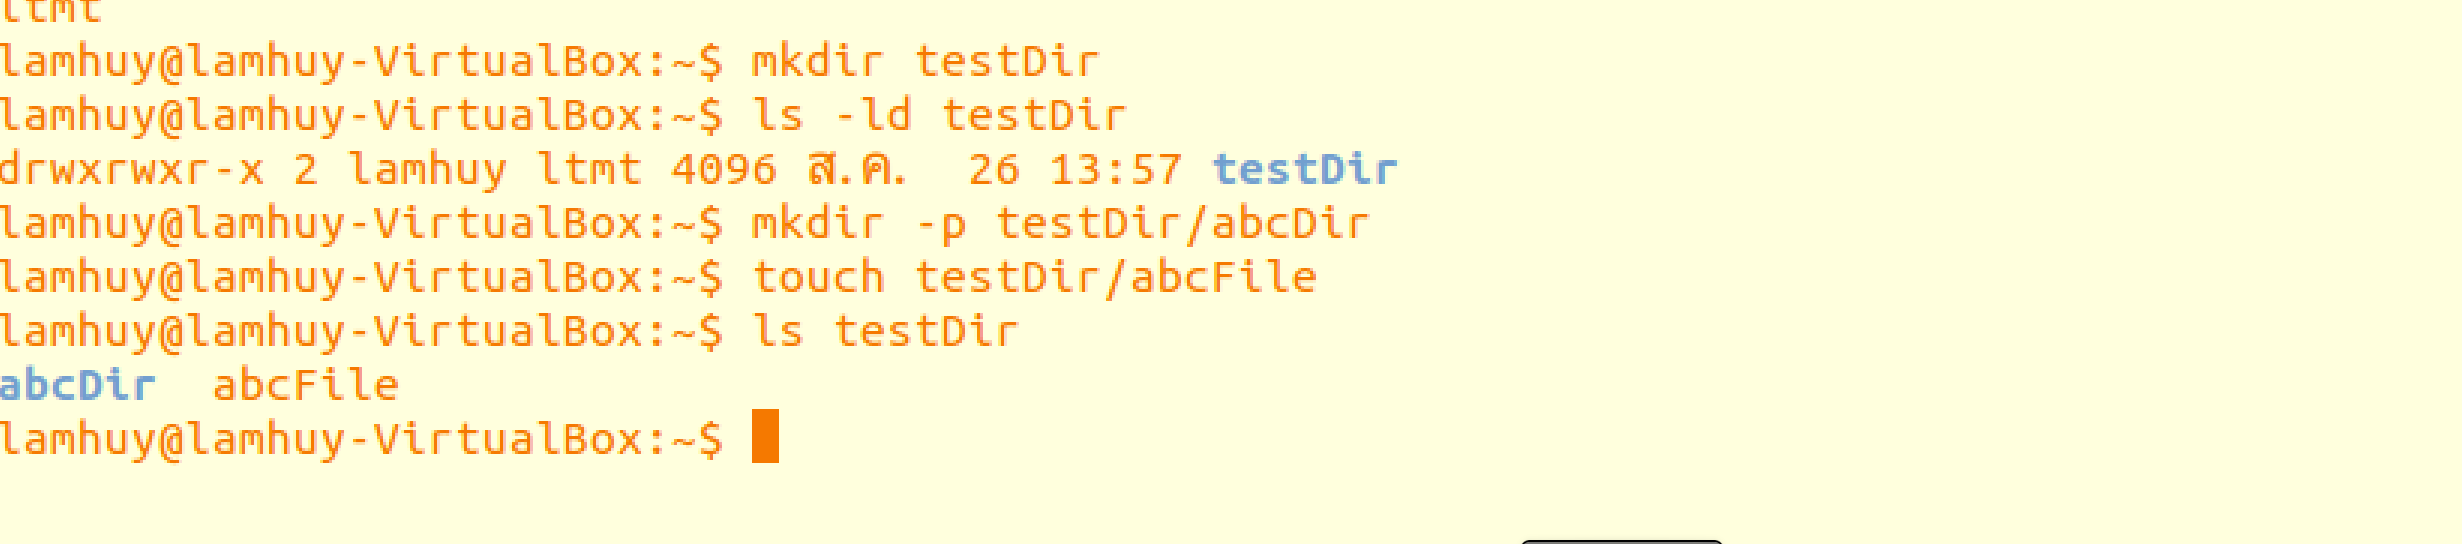 ltmt
lamhuy@lamhuy-VirtualBox:~$ mkdir testDir
lamhuy@lamhuy-VirtualBox:~$ ls -ld testDir
drwxrwxr-x 2 lamhuy ltmt 4096 ส.ค.  26 13:57 testDir
lamhuy@lamhuy-VirtualBox:~$ mkdir -p testDir/abcDir
lamhuy@lamhuy-VirtualBox:~$ touch testDir/abcFile
lamhuy@lamhuy-VirtualBox:~$ ls testDir
abcDir  abcFile
lamhuy@lamhuy-VirtualBox:~$